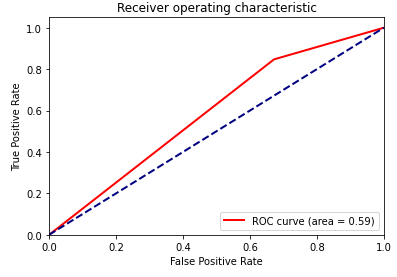 Receiver operating characteristic
True Positive Rate
1.0
0.8
0.6
0.4
0.2
0.0
ROC curve (area = 0.59)
0.0 0.2 0.4 0.6 0.8 1.0
False Positive Rate